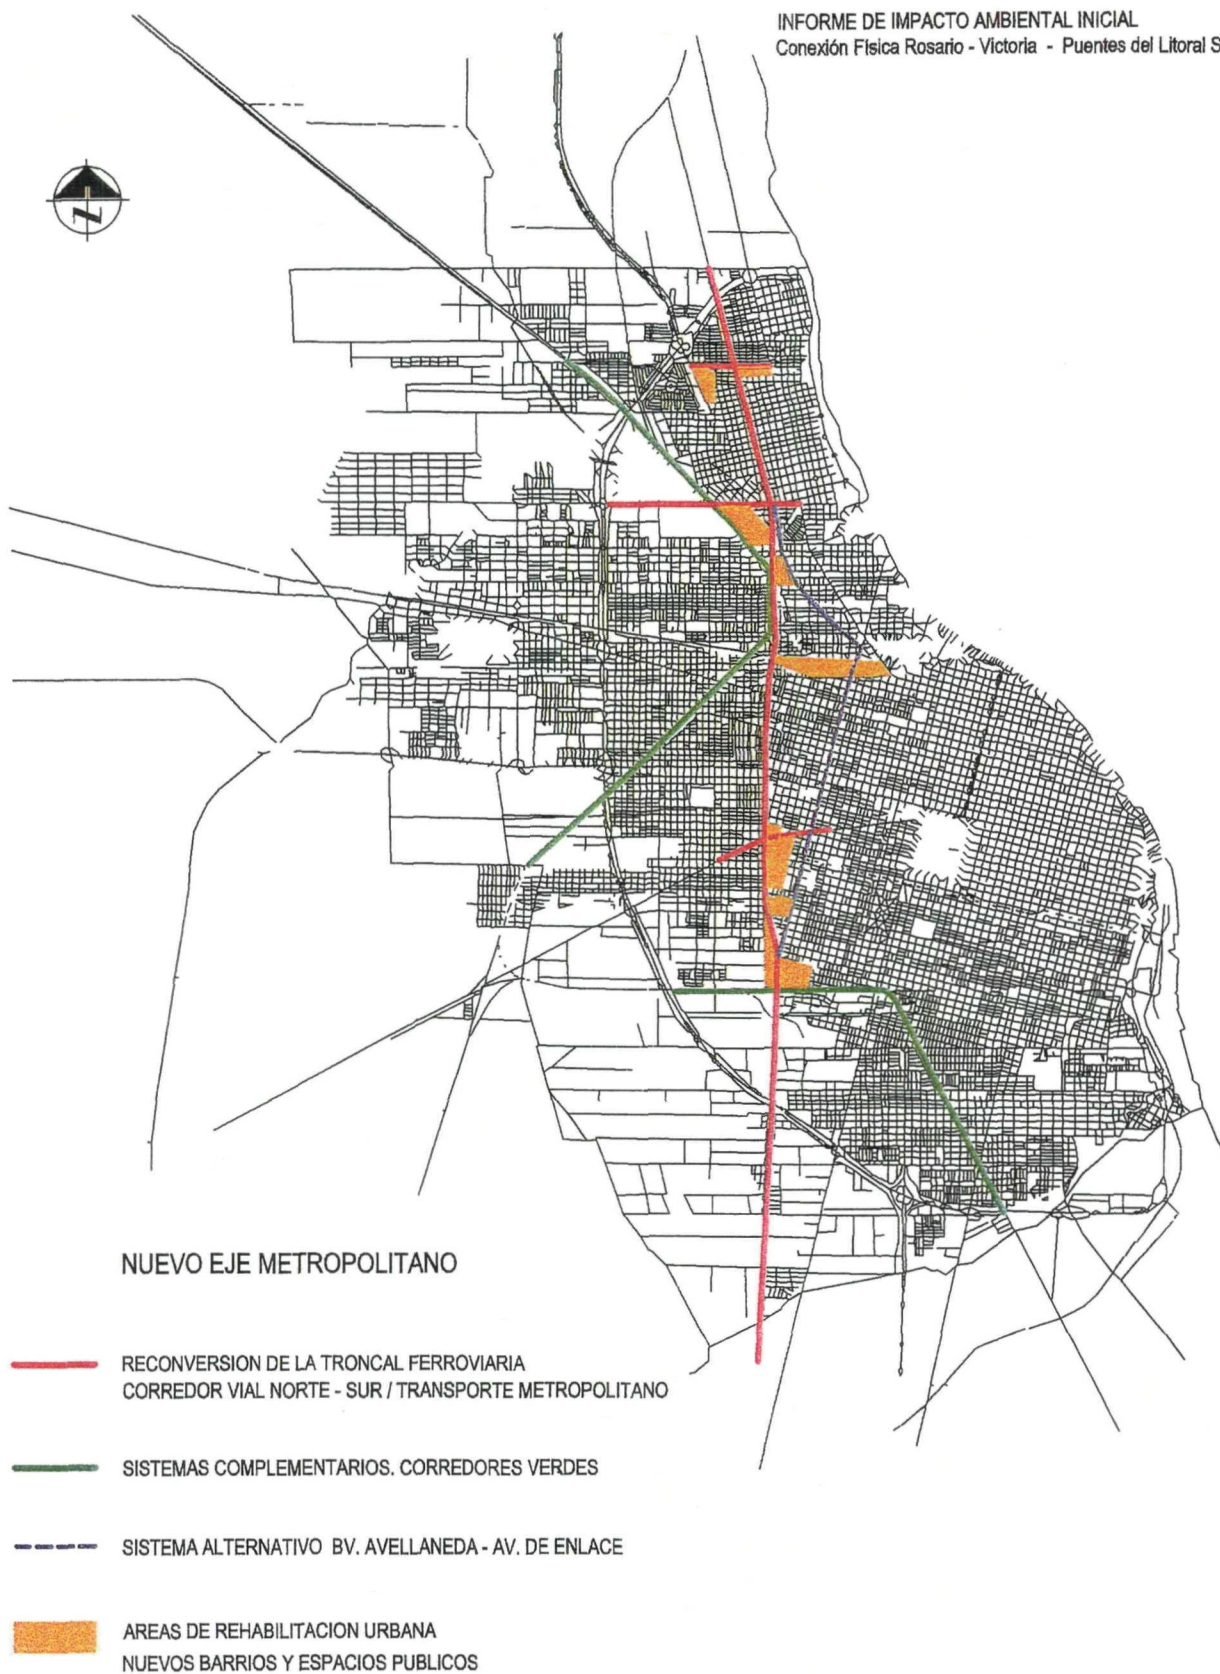 INFORME DE IMPACTO AMBIENTAL INICIAL
Conexión Física Rosario - Victoria - Puentes del Litoral S
N
NUEVO EJE METROPOLITANO
RECONVERSION DE LA TRONCAL FERROVIARIA
CORREDOR VIAL NORTE - SUR / TRANSPORTE METROPOLITANO
SISTEMAS COMPLEMENTARIOS. CORREDORES VERDES
SISTEMA ALTERNATIVO BV. AVELLANEDA - AV. DE ENLACE
AREAS DE REHABILITACION URBANA
NUEVOS BARRIOS Y ESPACIOS PUBLICOS